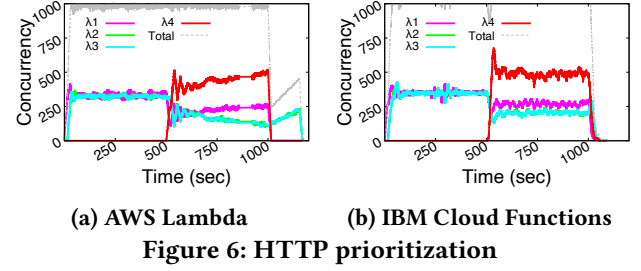 1000
750
500
250
0
Concurrency
λ1
λ2
λ3
λ4
Total
250
500
750
1000
Time (sec)
(a) AWS Lambda
1000
750
500
250
0
Concurrency
λ1
λ2
λ3
λ4
Total
250
500
750
1000
Time (sec)
(b) IBM Cloud Functions
Figure 6: HTTP prioritization